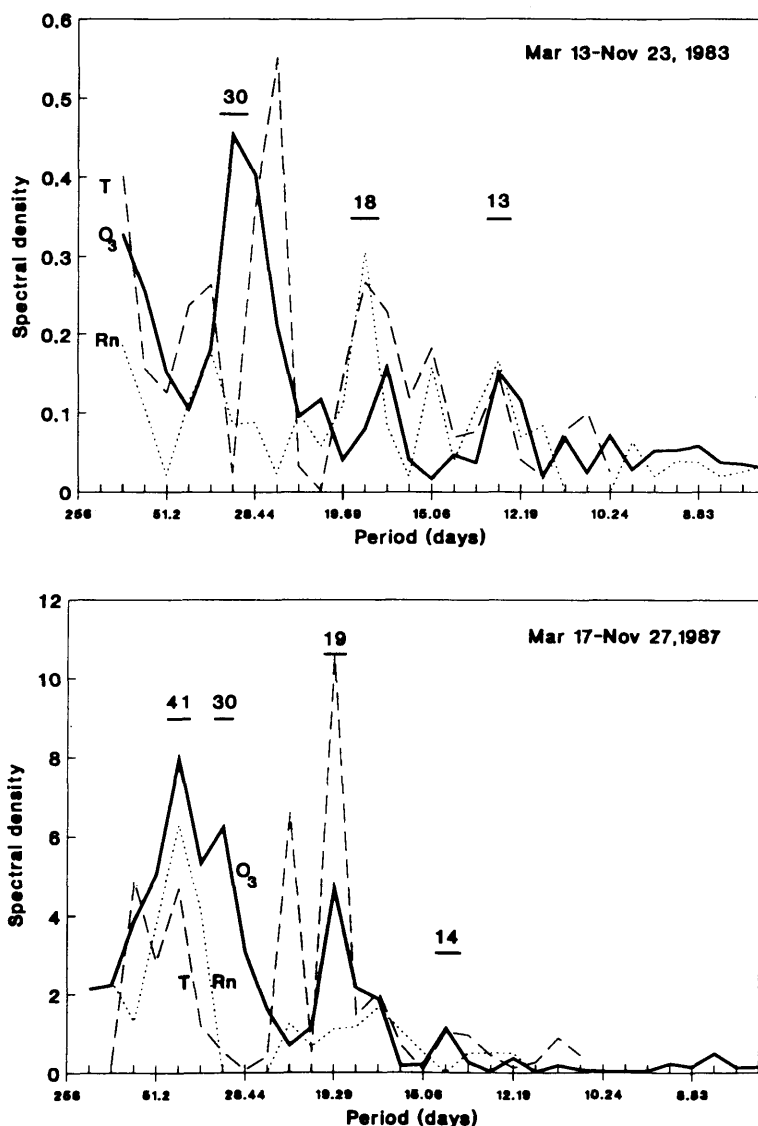 0.6
Mar 13-Nov 23, 1983
0.5
30
0.4
T
18
13
O3
0.3
Rn
0.2
0.1
0
Spectral density
256 51.2 28.44 19.69 15.06 12.19 10.24 8.83
Period (days)
12
Mar 17-Nov 27,1987
19
10
41 30
8
6
O3
4
14
T Rn
2
0
Spectral density
256 51.2 28.44 19.29 15.06 12.19 10.24 8.83
Period (days)